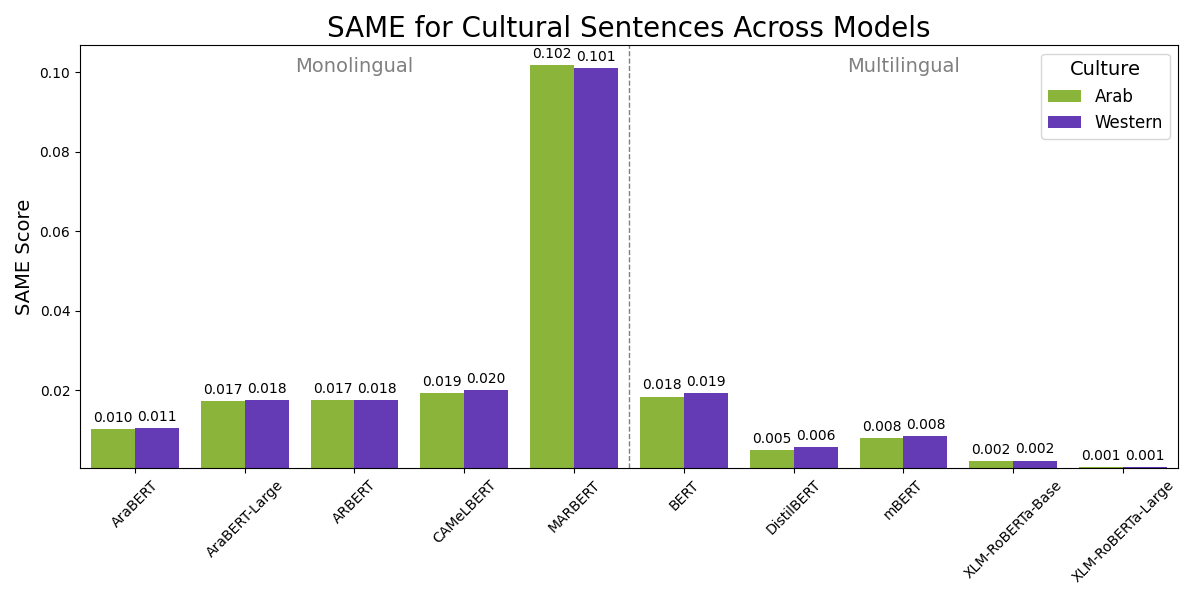 SAME for Cultural Sentences Across Models
Monolingual
Multilingual
Culture
Arab
Western
SAME Score
0.10
0.08
0.06
0.04
0.02
0.010 0.011
0.017 0.018
0.017 0.018
0.019 0.020
0.102 0.101
0.018 0.019
0.005 0.006
0.008 0.008
0.002 0.002
0.001 0.001
AraBERT
AraBERT-Large
ARBERT
CAMeLBERT
MARBERT
BERT
DistilBERT
mBERT
XLM-RoBERTa-Base
XLM-RoBERTa-Large